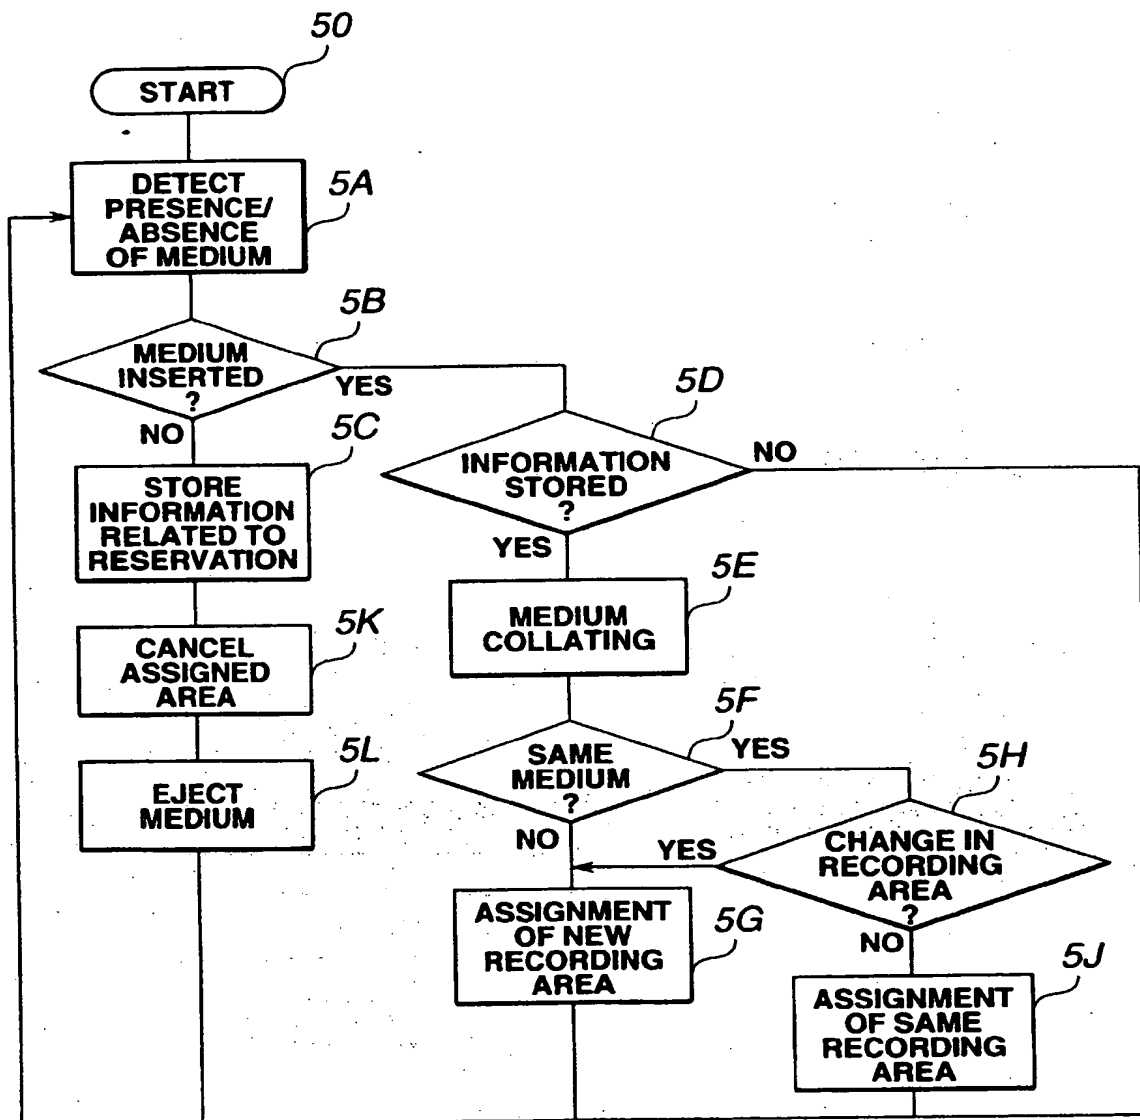 50
START
DETECT
PRESENCE/
ABSENCE
OF MEDIUM
5A
5B
MEDIUM
INSERTED
?
YES
NO
5C
STORE
INFORMATION
RELATED TO
RESERVATION
5K
CANCEL
ASSIGNED
AREA
5L
EJECT
MEDIUM
5D
INFORMATION
STORED
?
NO
YES
5E
MEDIUM
COLLATING
5F
SAME
MEDIUM
?
YES
NO
5H
CHANGE IN
RECORDING
AREA
?
YES
NO
ASSIGNMENT
OF NEW
RECORDING
AREA
5G
5J
ASSIGNMENT
OF SAME
RECORDING
AREA